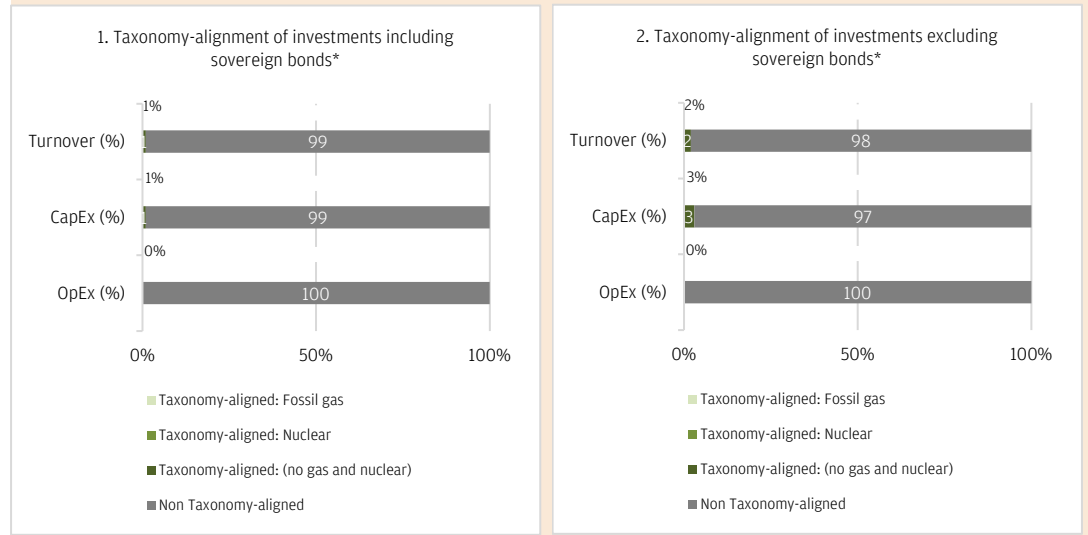 1. Taxonomy-alignment of investments including
sovereign bonds*
1%
Turnover (%)
1
99
1%
CapEx (%)
1
99
0%
OpEx (%)
100
0%
50%
100%
Taxonomy-aligned: Fossil gas
Taxonomy-aligned: Nuclear
Taxonomy-aligned: (no gas and nuclear)
Non Taxonomy-aligned
2. Taxonomy-alignment of investments excluding
sovereign bonds*
2%
Turnover (%)
2
98
3%
CapEx (%)
3
97
0%
OpEx (%)
100
0%
50%
100%
Taxonomy-aligned: Fossil gas
Taxonomy-aligned: Nuclear
Taxonomy-aligned: (no gas and nuclear)
Non Taxonomy-aligned